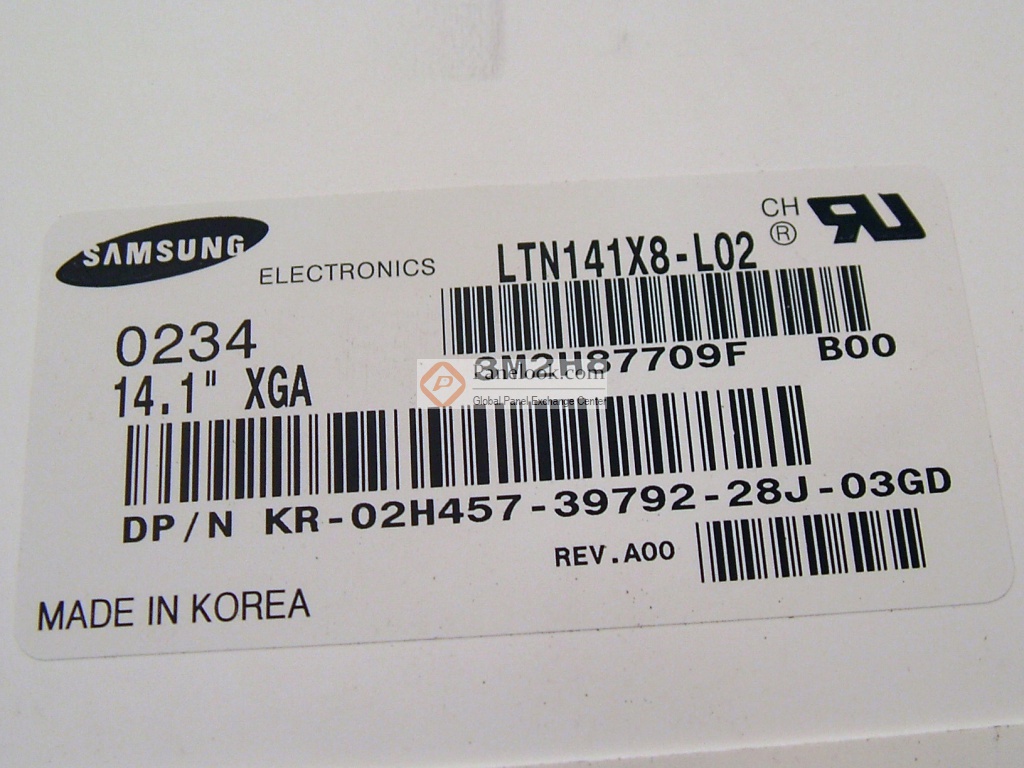 SAMSUNG ELECTRONICS
LTN141X8-L02
CH
®
0234
3M2H87709F B00
14.1" XGA
Panelook.com
Global Panel Exchange Center
DP/N KR-02H457-39792-28J-03GD
REV.A00
MADE IN KOREA